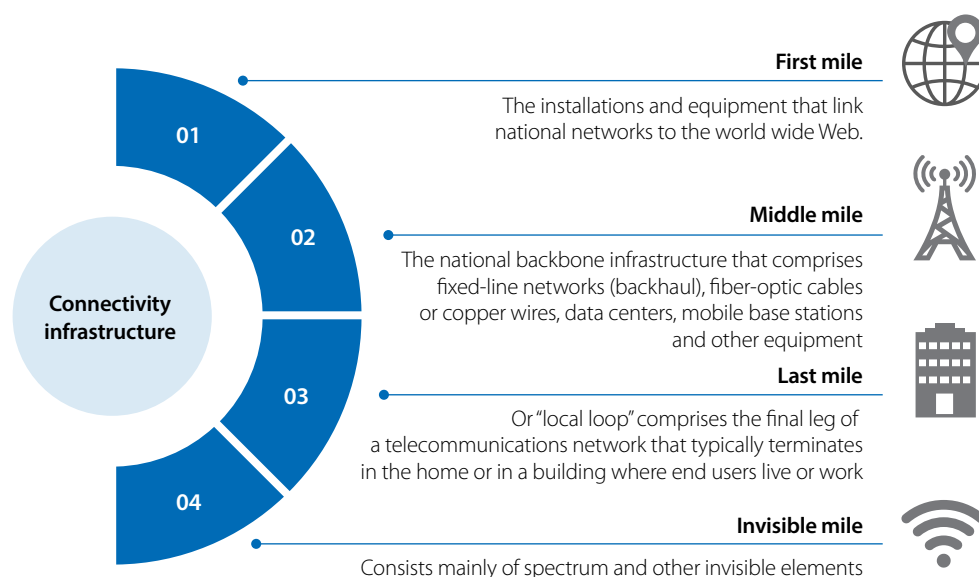 Connectivity
infrastructure
01
First mile
The installations and equipment that link
national networks to the world wide Web.
02
Middle mile
The national backbone infrastructure that comprises
fixed-line networks (backhaul), fiber-optic cables
or copper wires, data centers, mobile base stations
and other equipment
03
Last mile
Or “local loop” comprises the final leg of
a telecommunications network that typically terminates
in the home or in a building where end users live or work
04
Invisible mile
Consists mainly of spectrum and other invisible elements